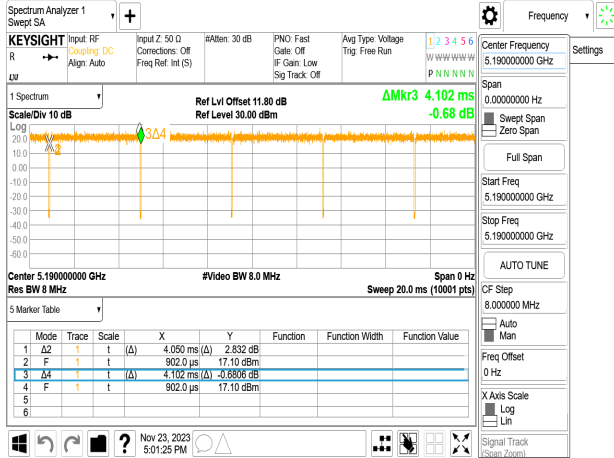 Spectrum Analyzer 1
Swept SA
Frequency
KEYSIGHT
R
Input: RF
Coupling: DC
Align: Auto
Input Z: 50 Ω
Corrections: Off
Freq Ref: Int (S)
#Atten: 30 dB
PNO: Fast
Gate: Off
IF Gain: Low
Sig Track: Off
Avg Type: Voltage
Trig: Free Run
1 2 3 4 5 6
W W W W W W
P N N N N N
Center Frequency
5.190000000 GHz
Settings
Span
0.00000000 Hz
Swept Span
Zero Span
Full Span
Start Freq
5.190000000 GHz
Stop Freq
5.190000000 GHz
AUTO TUNE
CF Step
8.000000 MHz
Auto
Man
Freq Offset
0 Hz
X Axis Scale
Log
Lin
Signal Track
(Span Zoom)
1 Spectrum
Scale/Div 10 dB
Log
Ref Lvl Offset 11.80 dB
Ref Level 30.00 dBm
ΔMkr3 4.102 ms
-0.68 dB
3Δ4
20.0
10.0
0.00
-10.0
-20.0
-30.0
-40.0
-50.0
-60.0
Center 5.190000000 GHz
#Video BW 8.0 MHz
Span 0 Hz
Res BW 8 MHz
Sweep 20.0 ms (10001 pts)
5 Marker Table
Mode Trace Scale X Y Function Function Width Function Value
1 Δ2 1 t (Δ) 4.050 ms (Δ) 2.832 dB
2 F 1 t 902.0 µs 17.10 dBm
3 Δ4 1 t (Δ) 4.102 ms (Δ) -0.6806 dB
4 F 1 t 902.0 µs 17.10 dBm
5
6
?
Nov 23, 2023
5:01:25 PM